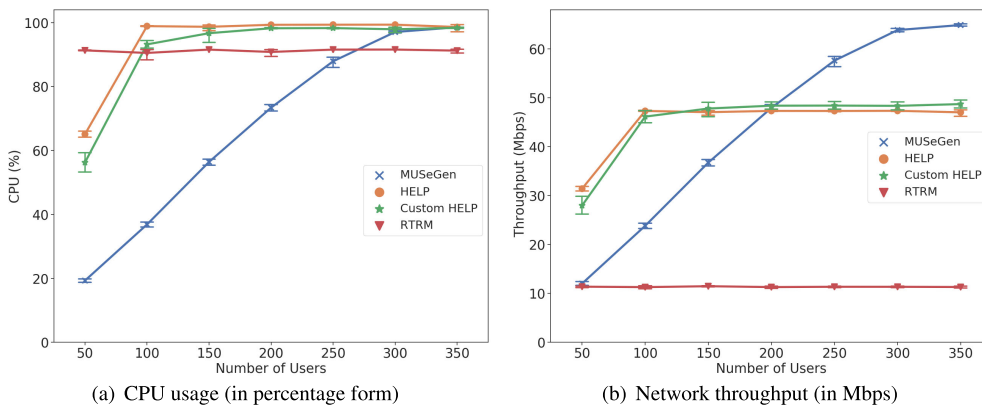 100
80
60
40
20
0
CPU (%)
50 100 150 200 250 300 350
Number of Users
MUSeGen
HELP
Custom HELP
RTRM
(a) CPU usage (in percentage form)
60
50
40
30
20
10
0
Throughput (Mbps)
50 100 150 200 250 300 350
Number of Users
MUSeGen
HELP
Custom HELP
RTRM
(b) Network throughput (in Mbps)